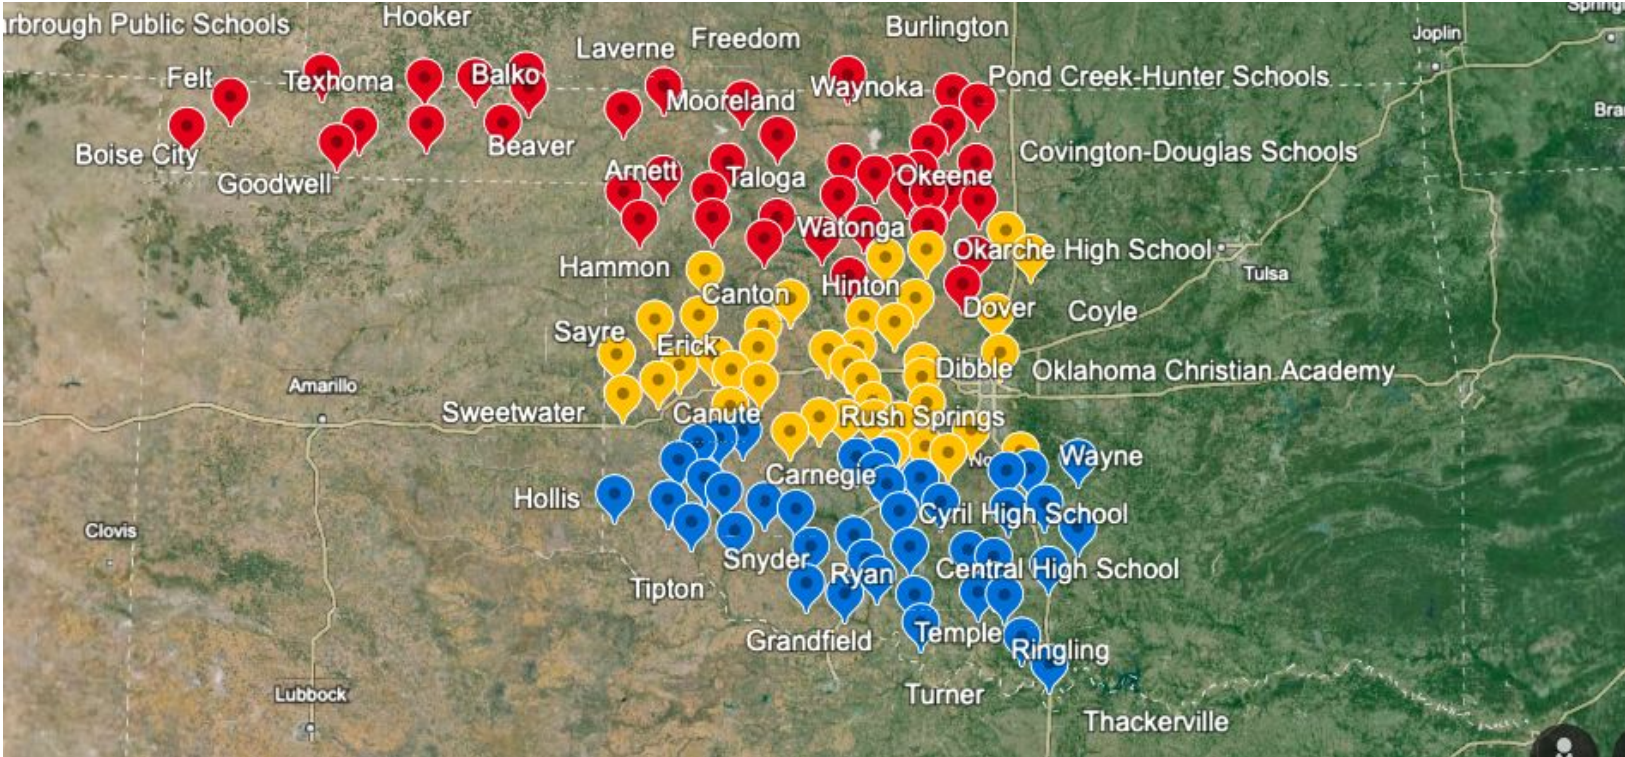 rbrough Public Schools
Hooker
Laverne
Freedom
Burlington
Joplin
Felt
Texhoma
Balko
Mooreland
Waynoka
Pond Creek-Hunter Schools
Boise City
Goodwell
Beaver
Arnett
Taloga
Okeene
Covington-Douglas Schools
Watonga
Okarche High School
Hammon
Tulsa
Canton
Hinton
Dover
Coyle
Sayre
Erick
Dibble
Oklahoma Christian Academy
Amarillo
Sweetwater
Canute
Rush Springs
No
Wayne
Carnegie
Hollis
Cyril High School
Clovis
Snyder
Ryan
Central High School
Tipton
Grandfield
Temple
Ringling
Lubbock
Turner
Thackerville